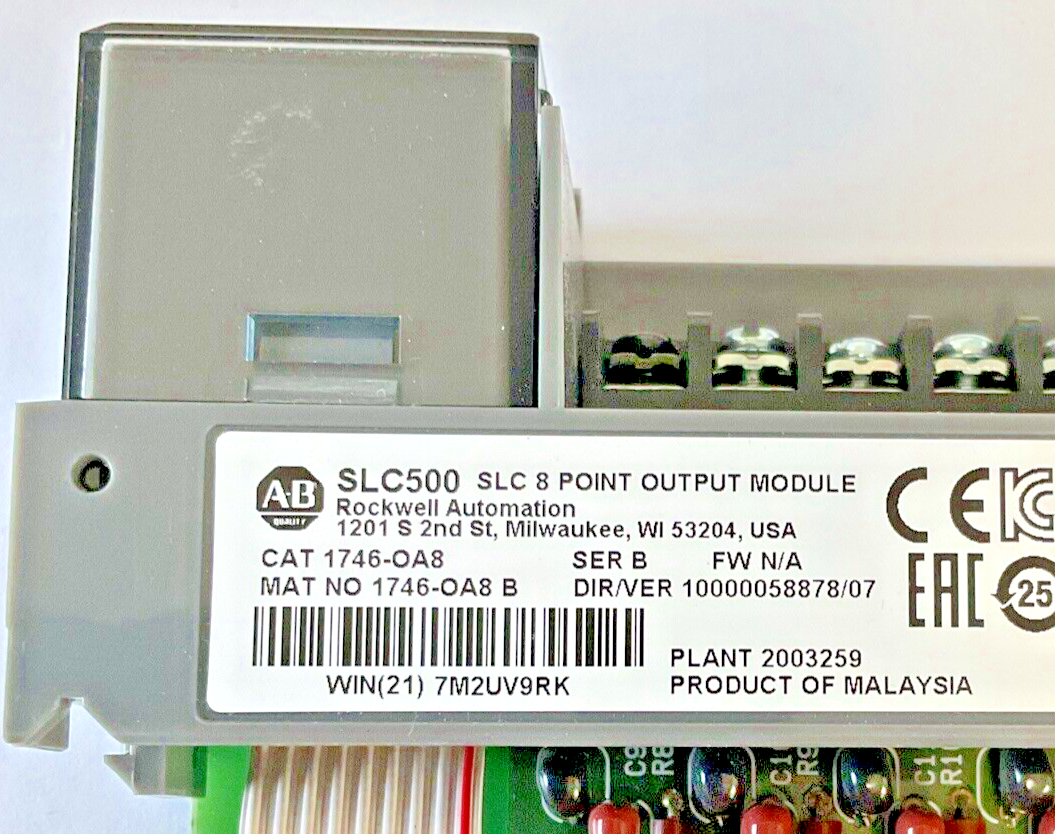 A-B
QUALITY
SLC500 SLC 8 POINT OUTPUT MODULE
Rockwell Automation
1201 S 2nd St, Milwaukee, WI 53204, USA
CAT 1746-OA8 SER B FW N/A
MAT NO 1746-OA8 B DIR/VER 10000058878/07
CE
EAC 25
WIN(21) 7M2UV9RK
PLANT 2003259
PRODUCT OF MALAYSIA